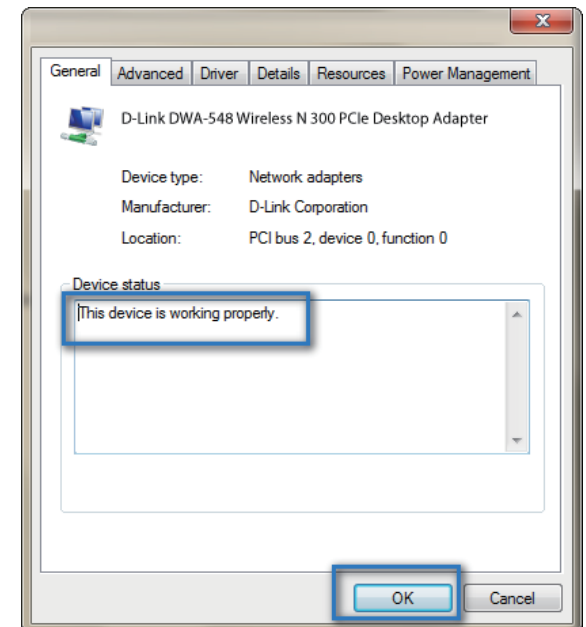 General Advanced Driver Details Resources Power Management
D-Link DWA-548 Wireless N 300 PCIe Desktop Adapter
Device type: Network adapters
Manufacturer: D-Link Corporation
Location: PCI bus 2, device 0, function 0
Device status
This device is working properly.
OK Cancel